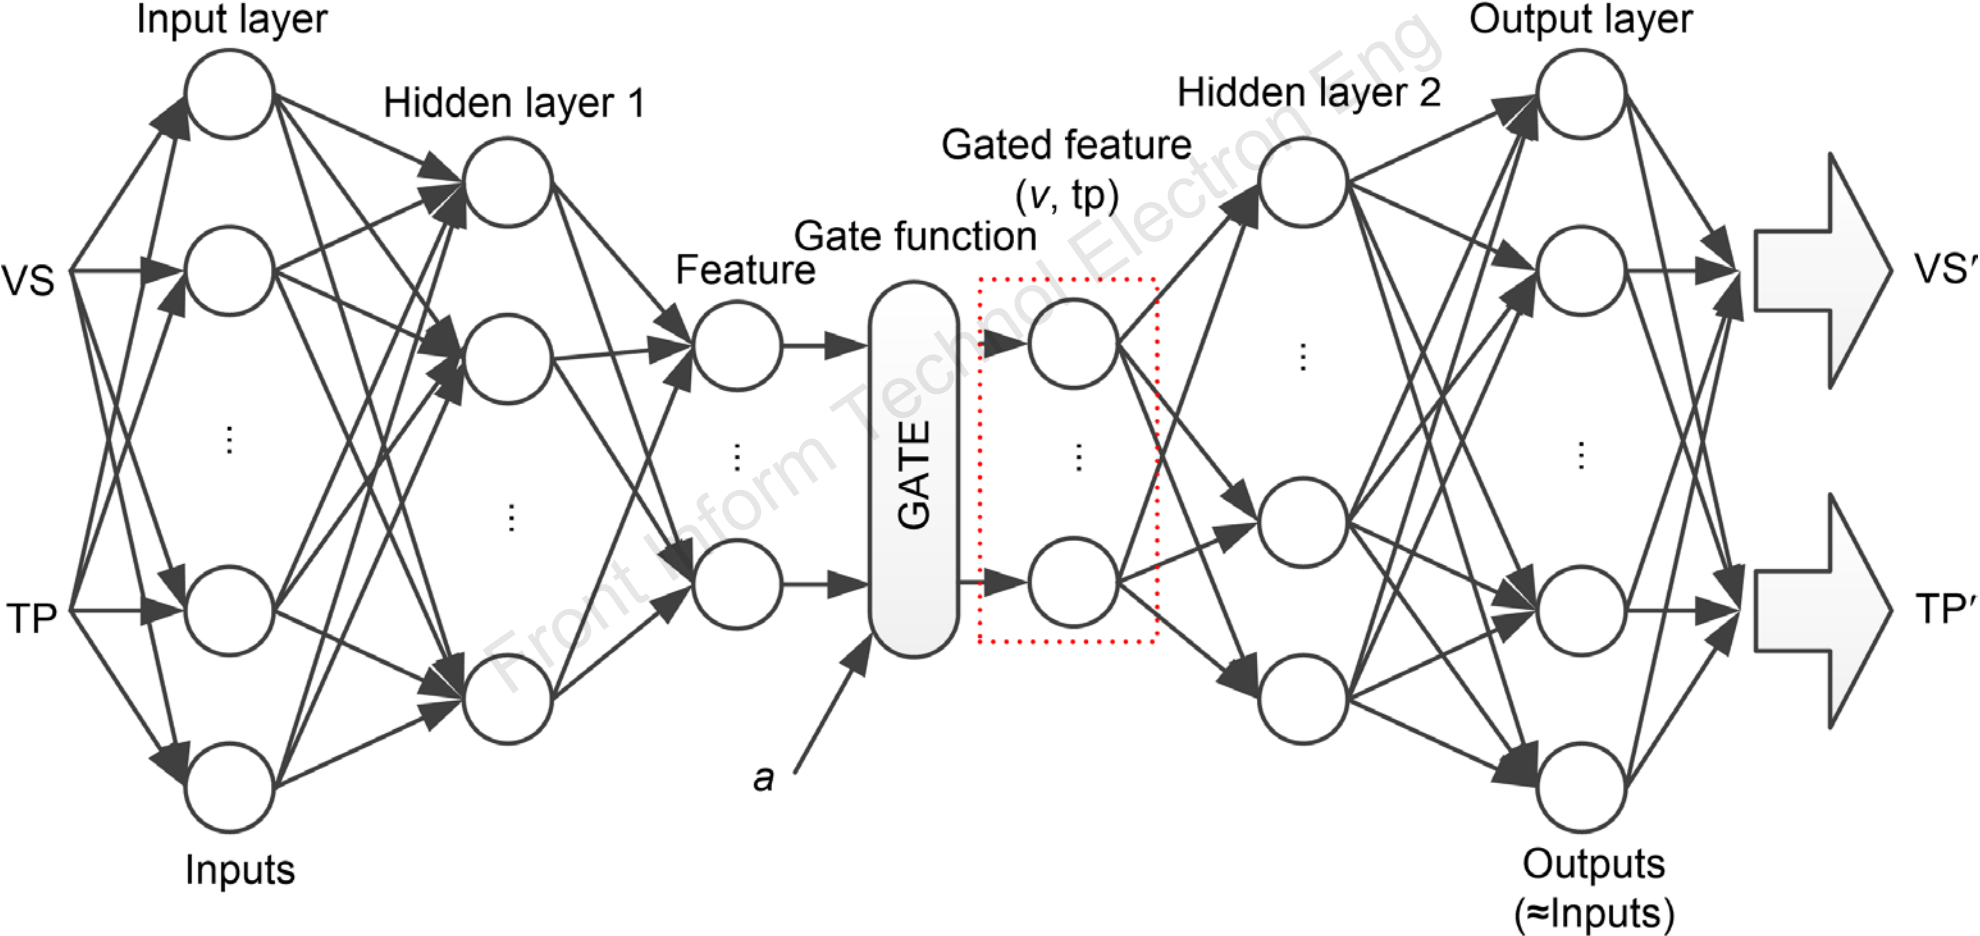 Input layer
Hidden layer 1
Feature
Gate function
Gated feature
(v, tp)
Hidden layer 2
Output layer
VS
TP
⋮
⋮
⋮
GATE
⋮
⋮
⋮
VS′
TP′
a
Inputs
Outputs
(≈Inputs)
Front Inform Technol Electron Eng